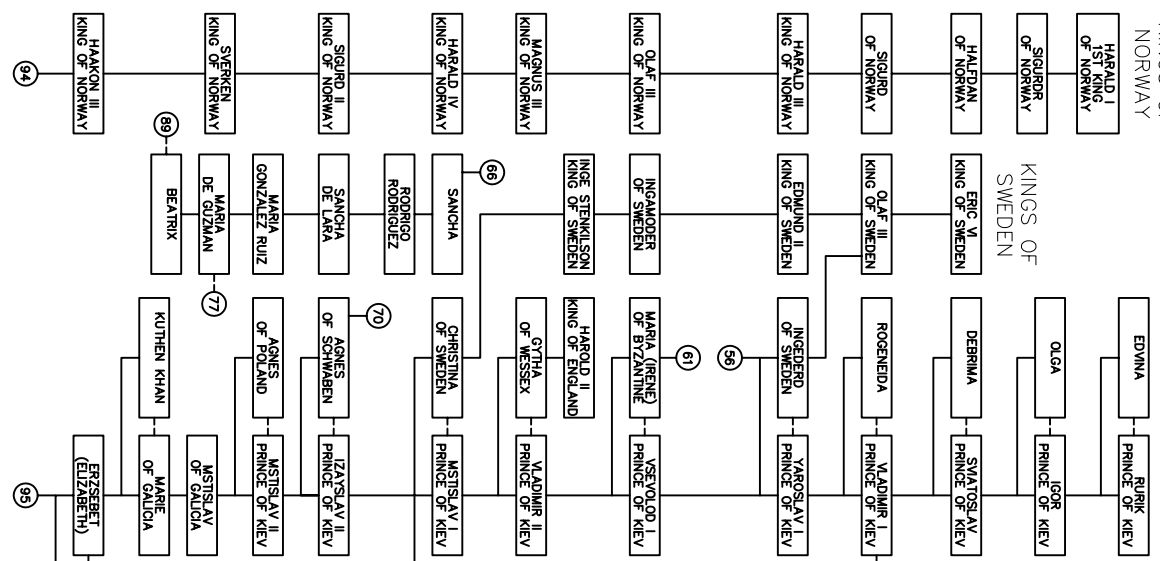 NORWAY
HARALD I
1ST KING
OF NORWAY
SIGURDR
OF NORWAY
HALFDAN
OF NORWAY
SIGURD
OF NORWAY
HARALD III
KING OF NORWAY
OLAF III
KING OF NORWAY
MAGNUS III
KING OF NORWAY
HARALD IV
KING OF NORWAY
SIGURD II
KING OF NORWAY
SVERKEN
KING OF NORWAY
HAAKON III
KING OF NORWAY
94
KINGS OF
SWEDEN
ERIC VI
KING OF SWEDEN
OLAF III
KING OF SWEDEN
EDMUND II
KING OF SWEDEN
INGAMODER
OF SWEDEN
INGE STENKILSON
KING OF SWEDEN
66
SANCHA
RODRIGO
RODRIGUEZ
SANCHA
DE LARA
MARIA
GONZALEZ RUIZ
MARIA
DE GUZMAN
77
BEATRIX
89
EDVNA
OLGA
DEBRIMA
ROGENEIDA
INGEDERD
OF SWEDEN
56
61
MARIA (IRENE)
OF BYZANTINE
HAROLD II
KING OF ENGLAND
GYTHA
OF WESSEX
CHRISTINA
OF SWEDEN
70
AGNES
OF SCHWABEN
AGNES
OF POLAND
KUTHEN KHAN
RURIK
PRINCE OF KIEV
IGOR
PRINCE OF KIEV
SVIATOSLAV
PRINCE OF KIEV
VLADIMIR I
PRINCE OF KIEV
YAROSLAV I
PRINCE OF KIEV
VSEVOLOD I
PRINCE OF KIEV
VLADIMIR II
PRINCE OF KIEV
MSTISLAV I
PRINCE OF KIEV
IZAYSLAV II
PRINCE OF KIEV
MSTISLAV II
PRINCE OF KIEV
MSTISLAV
OF GALICIA
MARIE
OF GALICIA
ERZSEBET
(ELIZABETH)
95